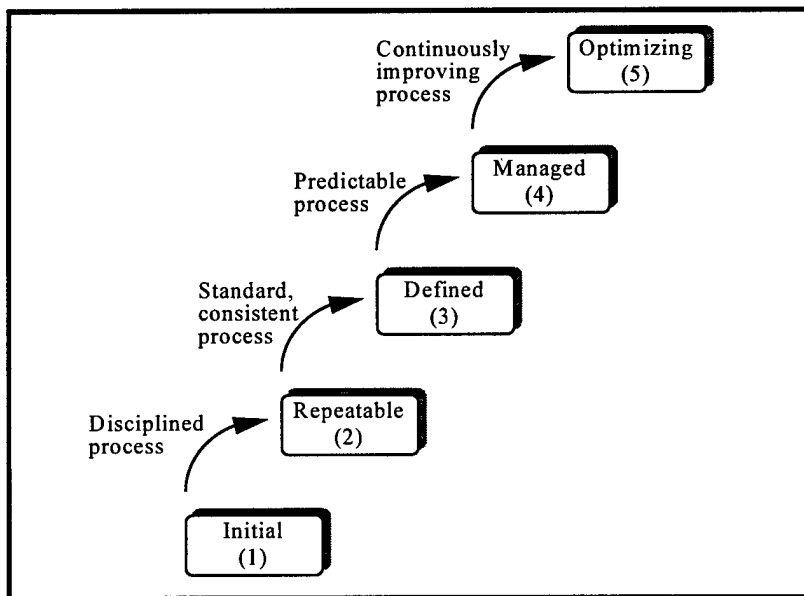 Continuously
improving
process
Optimizing
(5)
Predictable
process
Managed
(4)
Standard,
consistent
process
Defined
(3)
Disciplined
process
Repeatable
(2)
Initial
(1)